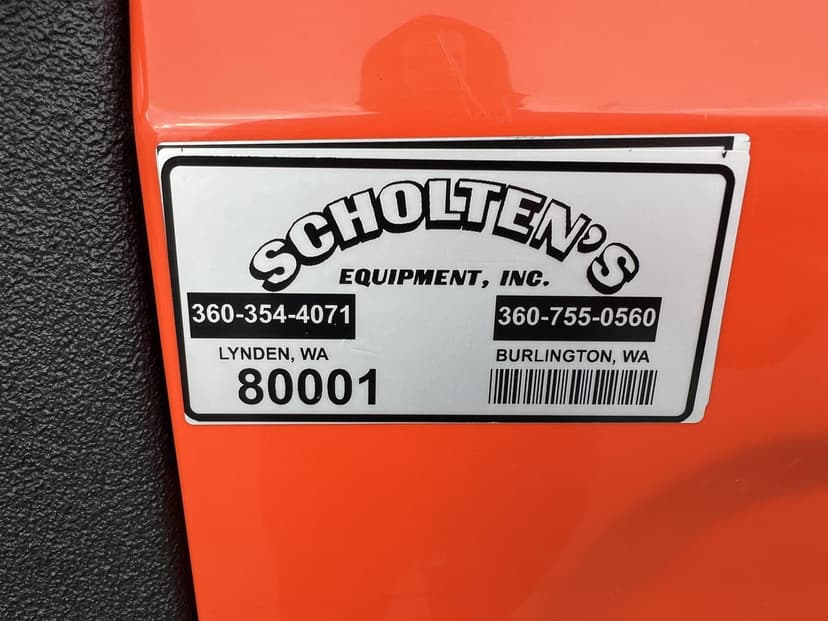 SCHOLTEN'S
EQUIPMENT, INC.
360-354-4071
360-755-0560
LYNDEN, WA
BURLINGTON, WA
80001